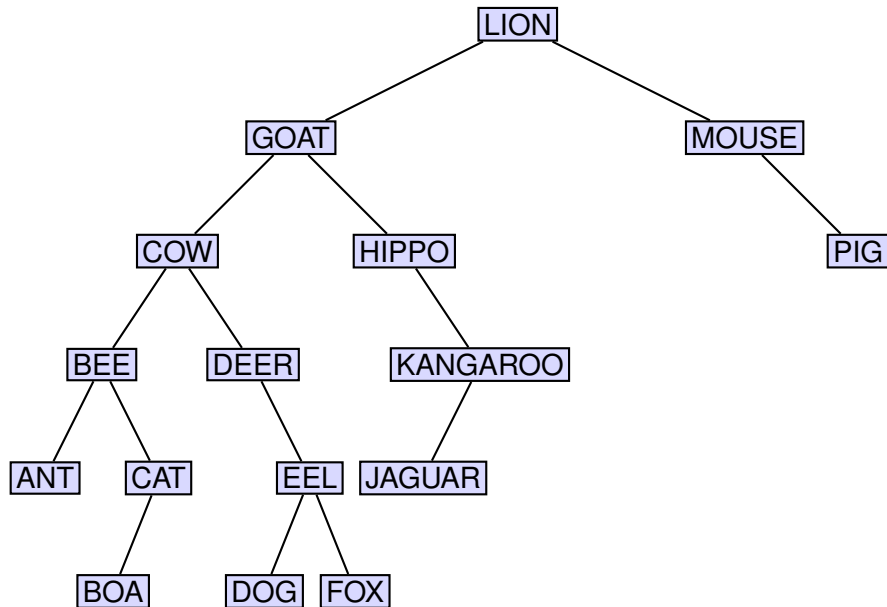 LION
GOAT MOUSE
COW HIPPO PIG
BEE DEER KANGAROO
ANT CAT EEL JAGUAR
BOA DOG FOX